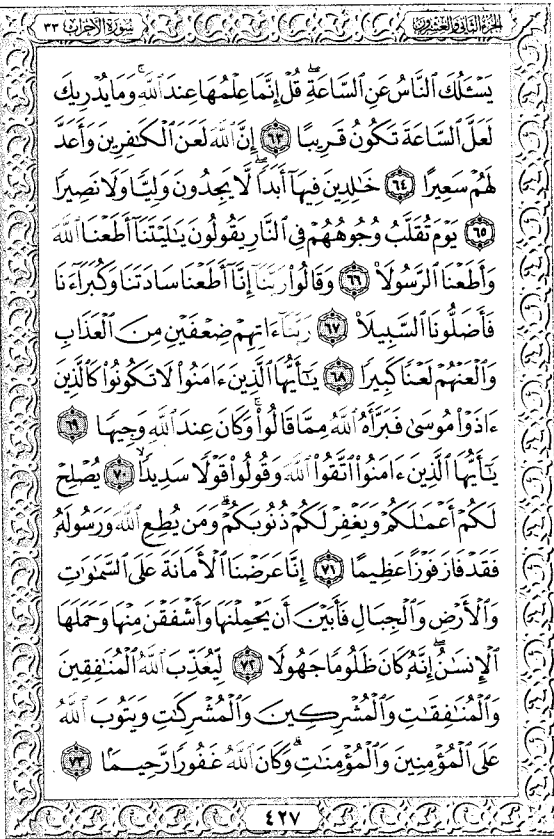 الجزء الثاني والعشرون سورة الأحزاب ٣٣
يَسْـَٔلُكَ ٱلنَّاسُ عَنِ ٱلسَّاعَةِۖ قُلْ إِنَّمَا عِلْمُهَا عِندَ ٱللَّهِۚ وَمَا يُدْرِيكَ
لَعَلَّ ٱلسَّاعَةَ تَكُونُ قَرِيبًا ٦٣ إِنَّ ٱللَّهَ لَعَنَ ٱلْكَٰفِرِينَ وَأَعَدَّ
لَهُمْ سَعِيرًا ٦٤ خَٰلِدِينَ فِيهَآ أَبَدًاۖ لَّا يَجِدُونَ وَلِيًّا وَلَا نَصِيرًا
٦٥ يَوْمَ تُقَلَّبُ وُجُوهُهُمْ فِى ٱلنَّارِ يَقُولُونَ يَٰلَيْتَنَآ أَطَعْنَا ٱللَّهَ
وَأَطَعْنَا ٱلرَّسُولَا۠ ٦٦ وَقَالُوا۟ رَبَّنَآ إِنَّآ أَطَعْنَا سَادَتَنَا وَكُبَرَآءَنَا
فَأَضَلُّونَا ٱلسَّبِيلَا۠ ٦٧ رَبَّنَآ ءَاتِهِمْ ضِعْفَيْنِ مِنَ ٱلْعَذَابِ
وَٱلْعَنْهُمْ لَعْنًا كَبِيرًا ٦٨ يَٰٓأَيُّهَا ٱلَّذِينَ ءَامَنُوا۟ لَا تَكُونُوا۟ كَٱلَّذِينَ
ءَاذَوْا۟ مُوسَىٰ فَبَرَّأَهُ ٱللَّهُ مِمَّا قَالُوا۟ۚ وَكَانَ عِندَ ٱللَّهِ وَجِيهًا ٦٩
يَٰٓأَيُّهَا ٱلَّذِينَ ءَامَنُوا۟ ٱتَّقُوا۟ ٱللَّهَ وَقُولُوا۟ قَوْلًا سَدِيدًا ٧٠ يُصْلِحْ
لَكُمْ أَعْمَٰلَكُمْ وَيَغْفِرْ لَكُمْ ذُنُوبَكُمْۗ وَمَن يُطِعِ ٱللَّهَ وَرَسُولَهُۥ
فَقَدْ فَازَ فَوْزًا عَظِيمًا ٧١ إِنَّا عَرَضْنَا ٱلْأَمَانَةَ عَلَى ٱلسَّمَٰوَٰتِ
وَٱلْأَرْضِ وَٱلْجِبَالِ فَأَبَيْنَ أَن يَحْمِلْنَهَا وَأَشْفَقْنَ مِنْهَا وَحَمَلَهَا
ٱلْإِنسَٰنُۖ إِنَّهُۥ كَانَ ظَلُومًا جَهُولًا ٧٢ لِّيُعَذِّبَ ٱللَّهُ ٱلْمُنَٰفِقِينَ
وَٱلْمُنَٰفِقَٰتِ وَٱلْمُشْرِكِينَ وَٱلْمُشْرِكَٰتِ وَيَتُوبَ ٱللَّهُ
عَلَى ٱلْمُؤْمِنِينَ وَٱلْمُؤْمِنَٰتِۗ وَكَانَ ٱللَّهُ غَفُورًا رَّحِيمًۢا ٧٣
٤٢٧